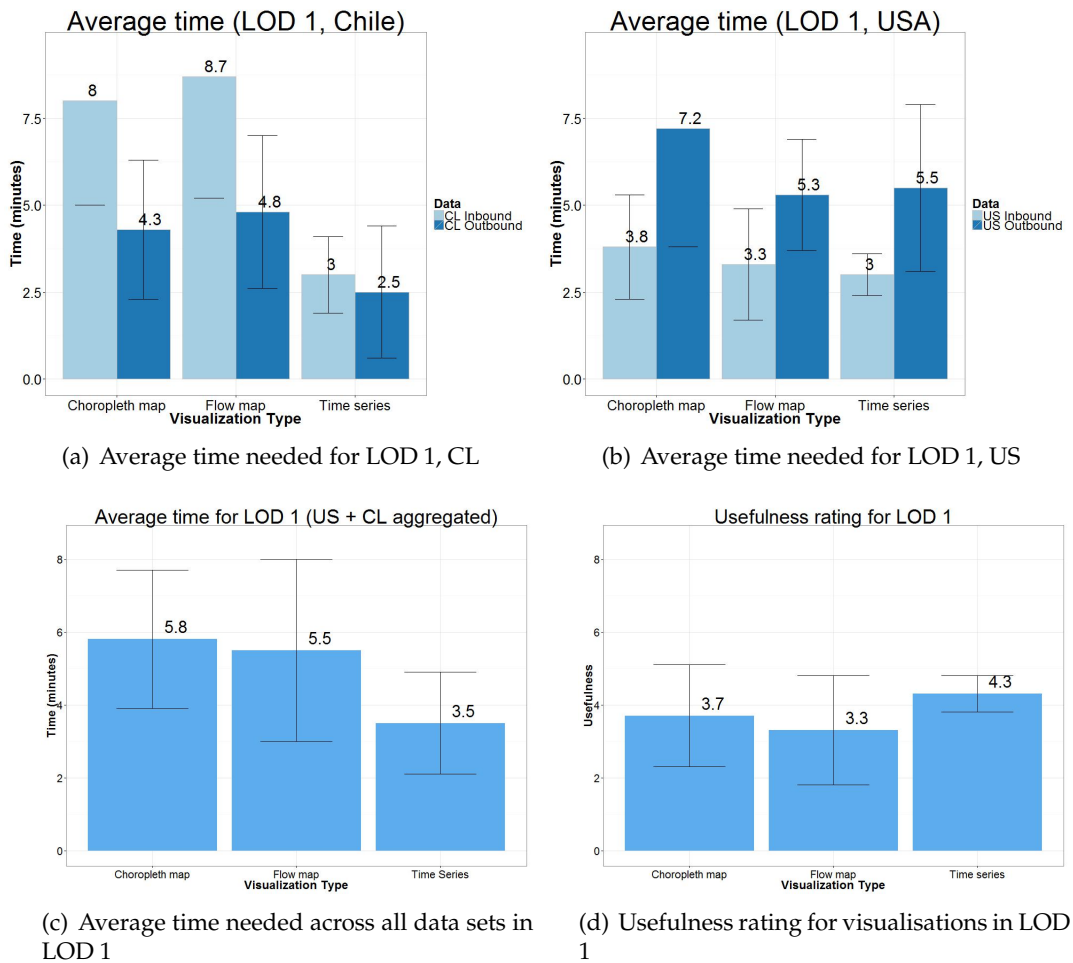 Average time (LOD 1, Chile)
8
8.7
4.3
4.8
3
2.5
7.5
5.0
2.5
0.0
Time (minutes)
Choropleth map
Flow map
Time series
Visualization Type
Data
CL Inbound
CL Outbound
(a) Average time needed for LOD 1, CL
Average time (LOD 1, USA)
7.2
3.8
5.3
3.3
5.5
3
7.5
5.0
2.5
0.0
Time (minutes)
Choropleth map
Flow map
Time series
Visualization Type
Data
US Inbound
US Outbound
(b) Average time needed for LOD 1, US
Average time for LOD 1 (US + CL aggregated)
8
6
4
2
0
Time (minutes)
5.8
5.5
3.5
Choropleth map
Flow map
Time Series
Visualization Type
(c) Average time needed across all data sets in
LOD 1
Usefulness rating for LOD 1
8
6
4
2
0
Usefulness
3.7
3.3
4.3
Choropleth map
Flow map
Time series
Visualization Type
(d) Usefulness rating for visualisations in LOD
1